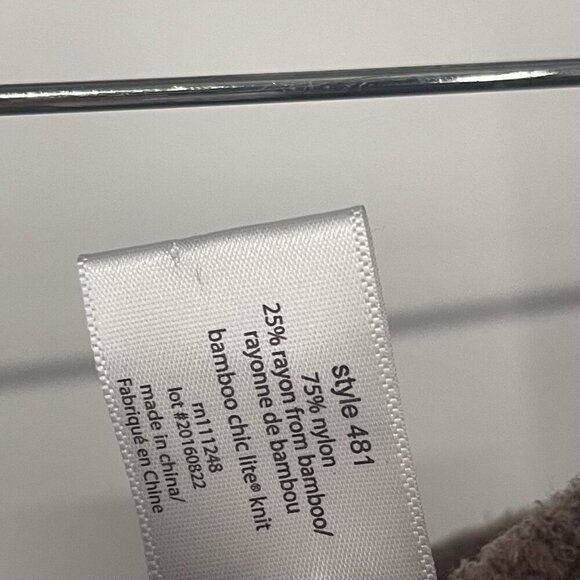 style 481
75% nylon
25% rayon from bamboo/
rayonne de bambou
bamboo chic lite® knit
rn111248
lot #20160822
made in china/
Fabriqué en Chine